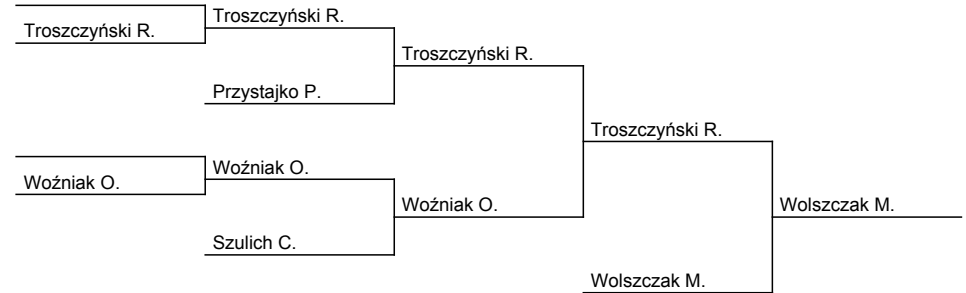 Troszczyński R.
Troszczyński R.
Troszczyński R.
Przystajko P.
Troszczyński R.
Woźniak O.
Woźniak O.
Woźniak O.
Wolszczak M.
Szulich C.
Wolszczak M.